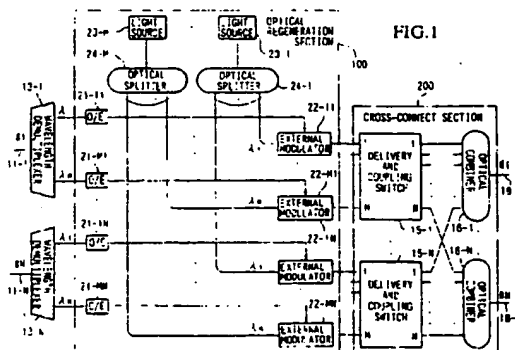 FIG.1
LIGHT SOURCE
23-M
LIGHT SOURCE
23-1
OPTICAL REGENERATION SECTION
100
OPTICAL SPLITTER
24-M
OPTICAL SPLITTER
24-1
200
CROSS-CONNECT SECTION
13-1
WAVELENGTH DEMULTIPLEXER
11-1
21-11
O/E
22-11
EXTERNAL MODULATOR
21-M1
O/E
22-M1
EXTERNAL MODULATOR
DELIVERY AND COUPLING SWITCH
15-1
OPTICAL COMBINER
16-1
WAVELENGTH DEMULTIPLEXER
11-N
13-N
21-1N
O/E
22-1N
EXTERNAL MODULATOR
21-MN
O/E
22-MN
EXTERNAL MODULATOR
15-N
DELIVERY AND COUPLING SWITCH
16-N
OPTICAL COMBINER